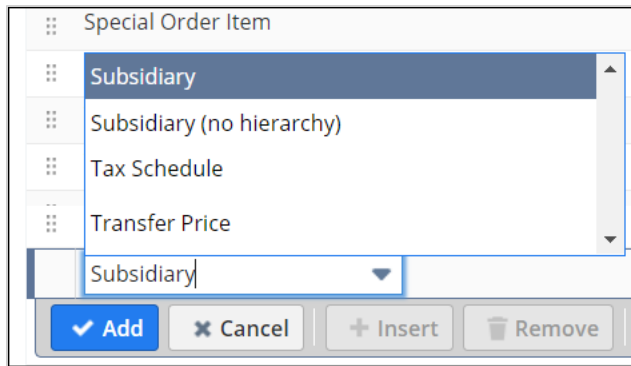 Special Order Item
Subsidiary
Subsidiary (no hierarchy)
Tax Schedule
Transfer Price
Subsidiary
Add Cancel Insert Remove